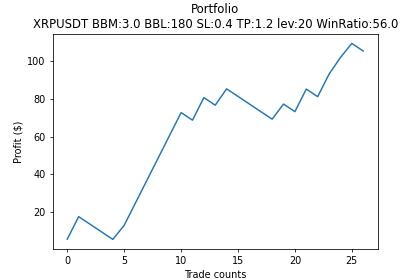 Portfolio
XRPUSDT BBM:3.0 BBL:180 SL:0.4 TP:1.2 lev:20 WinRatio:56.0
Profit ($)
100
80
60
40
20
0 5 10 15 20 25
Trade counts